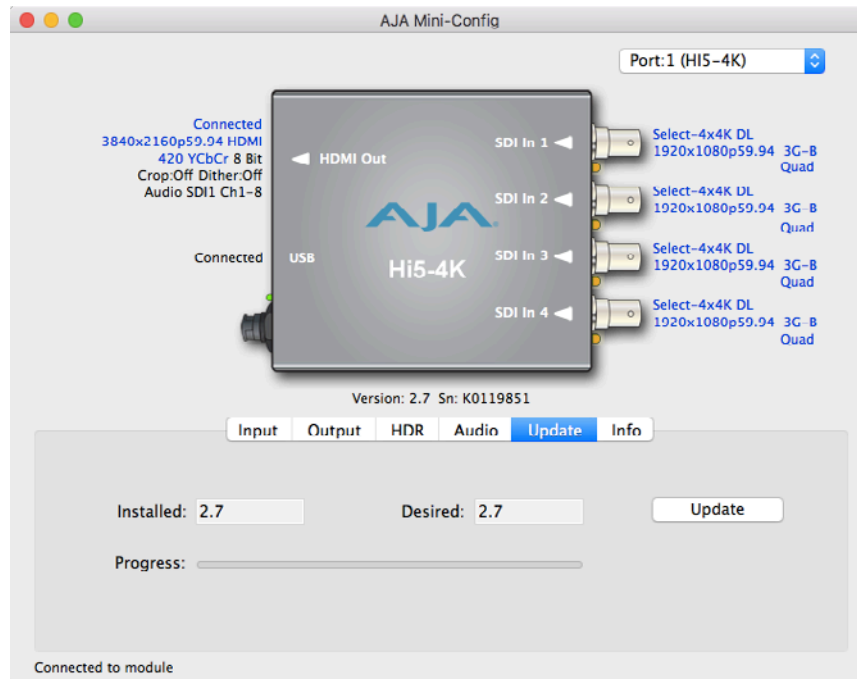 AJA Mini-Config
Port:1 (HI5-4K)
Connected
3840x2160p59.94 HDMI
420 YCbCr 8 Bit
Crop:Off Dither:Off
Audio SDI1 Ch1-8
Connected
HDMI Out
USB
AJA
Hi5-4K
SDI In 1
SDI In 2
SDI In 3
SDI In 4
Select-4x4K DL
1920x1080p59.94 3G-B
Quad
Select-4x4K DL
1920x1080p59.94 3G-B
Quad
Select-4x4K DL
1920x1080p59.94 3G-B
Quad
Select-4x4K DL
1920x1080p59.94 3G-B
Quad
Version: 2.7 Sn: K0119851
Input Output HDR Audio Update Info
Installed: 2.7 Desired: 2.7 Update
Progress:
Connected to module